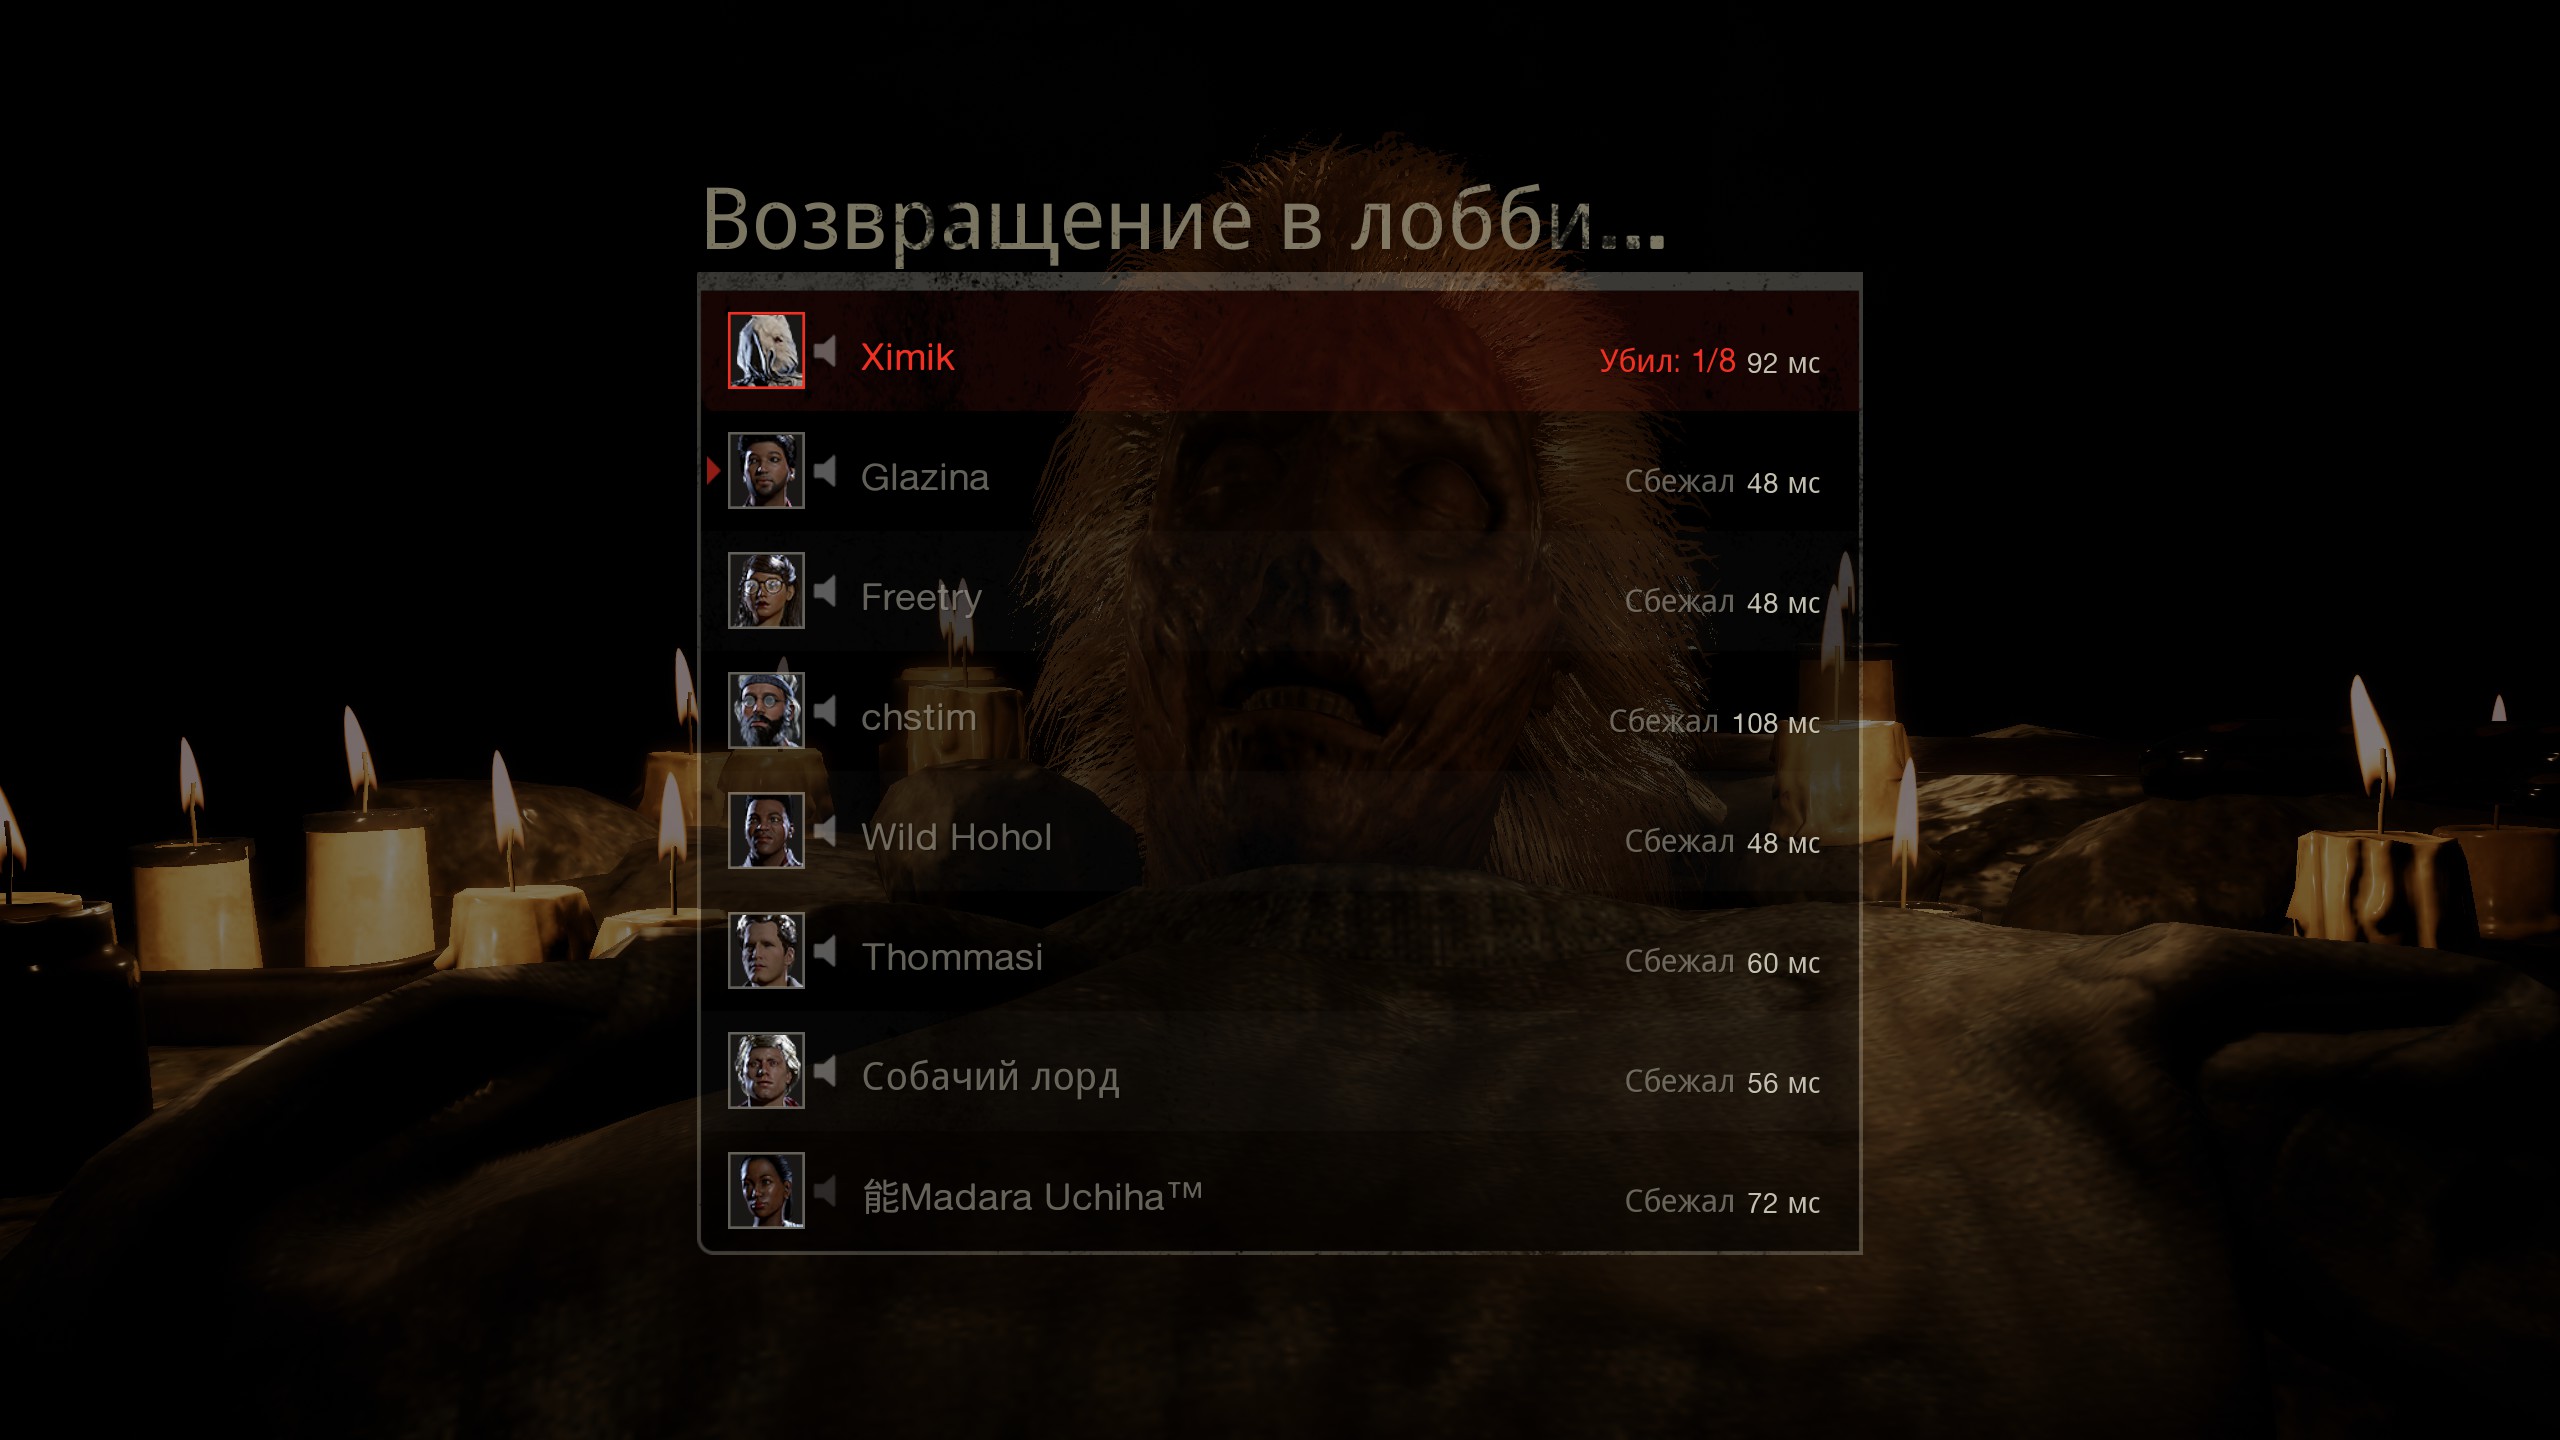 Возвращение в лобби...
Ximik Убил: 1/8 92 мс
Glazina Сбежал 48 мс
Freetry Сбежал 48 мс
chstim Сбежал 108 мс
Wild Hohol Сбежал 48 мс
Thommasi Сбежал 60 мс
Собачий лорд Сбежал 56 мс
能Madara Uchiha™ Сбежал 72 мс